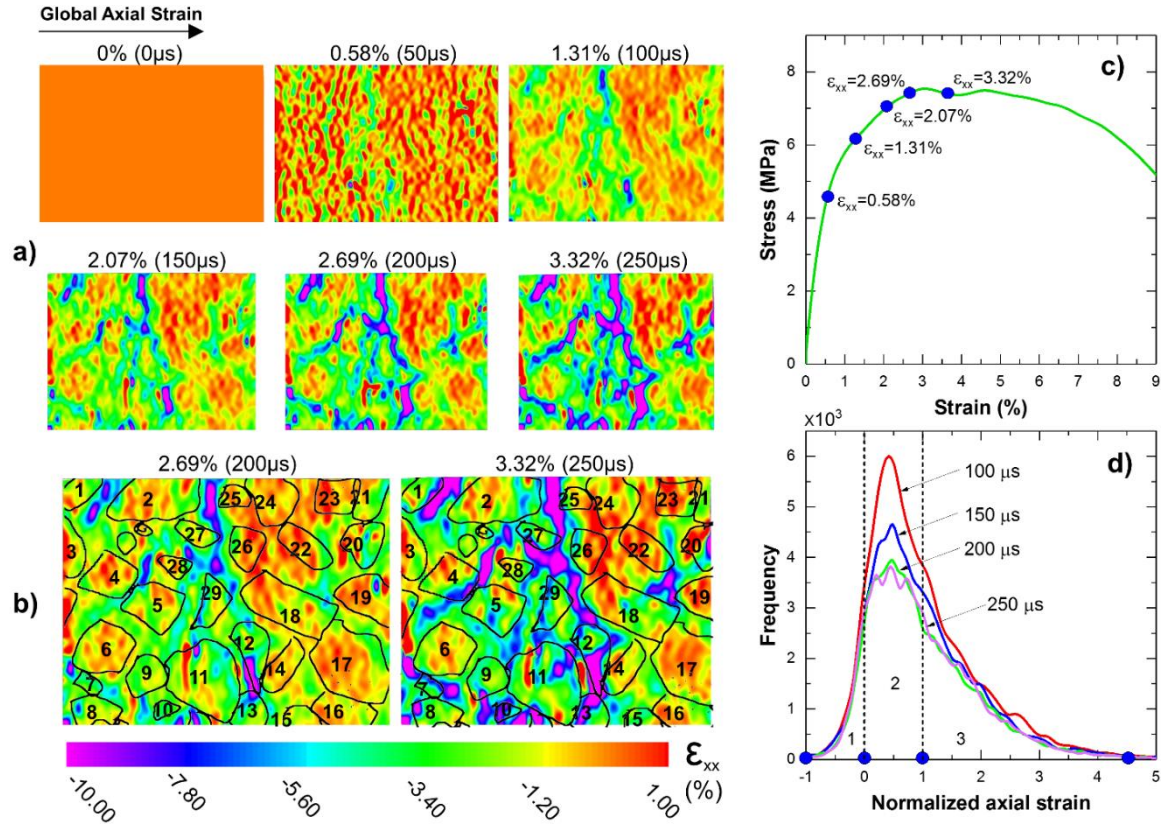 Global Axial Strain
0% (0µs)
0.58% (50µs)
1.31% (100µs)
a)
2.07% (150µs)
2.69% (200µs)
3.32% (250µs)
b)
2.69% (200µs)
1
2
25
24
23
21
3
27
26
22
20
4
28
5
29
18
19
6
9
11
12
14
17
7
8
10
13
15
16
3.32% (250µs)
1
2
25
24
23
21
3
27
26
22
20
4
28
5
29
18
19
6
9
11
12
14
17
7
8
10
13
15
16
-10.00
-7.80
-5.60
-3.40
-1.20
1.00
εxx
(%)
c)
Stress (MPa)
8
6
4
2
0
εxx=2.69%
εxx=3.32%
εxx=2.07%
εxx=1.31%
εxx=0.58%
0 1 2 3 4 5 6 7 8 9
Strain (%)
x10³
d)
Frequency
6
5
4
3
2
1
0
100 µs
150 µs
200 µs
250 µs
1
2
3
-1 0 1 2 3 4 5
Normalized axial strain